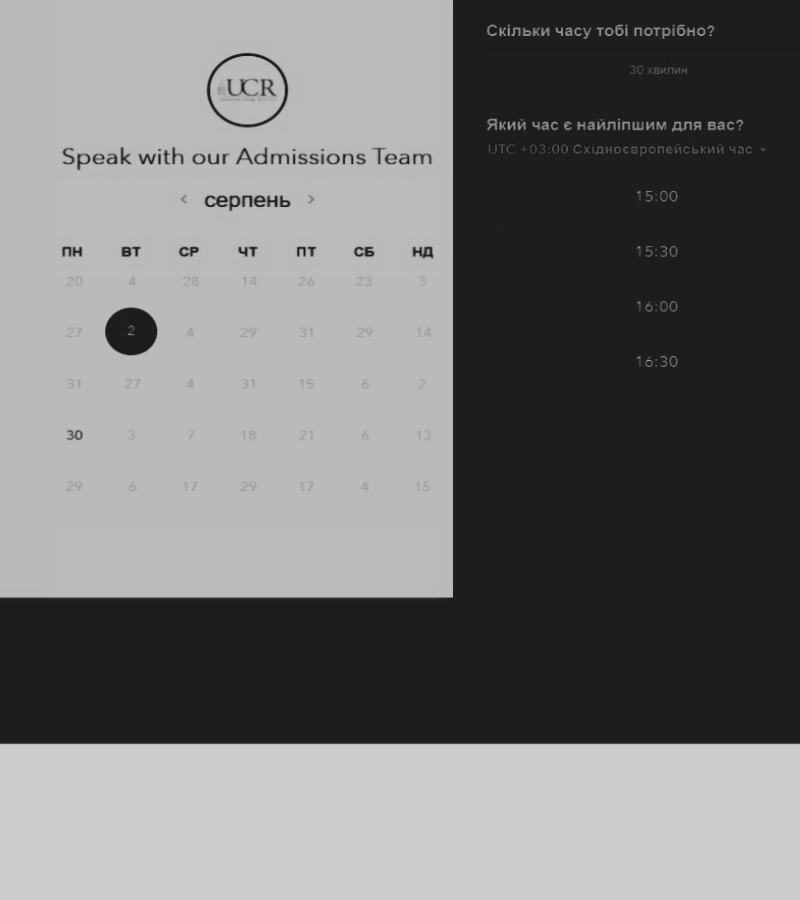 UCR
Speak with our Admissions Team
‹ серпень ›
ПН ВТ СР ЧТ ПТ СБ НД
20 4 28 14 26 23 3
27 2 4 29 31 29 14
31 27 4 31 15 6 2
30 3 7 18 21 6 13
29 6 17 29 17 4 15
Скільки часу тобі потрібно?
30 хвилин
Який час є найліпшим для вас?
UTC +03:00 Східноєвропейський час
15:00
15:30
16:00
16:30